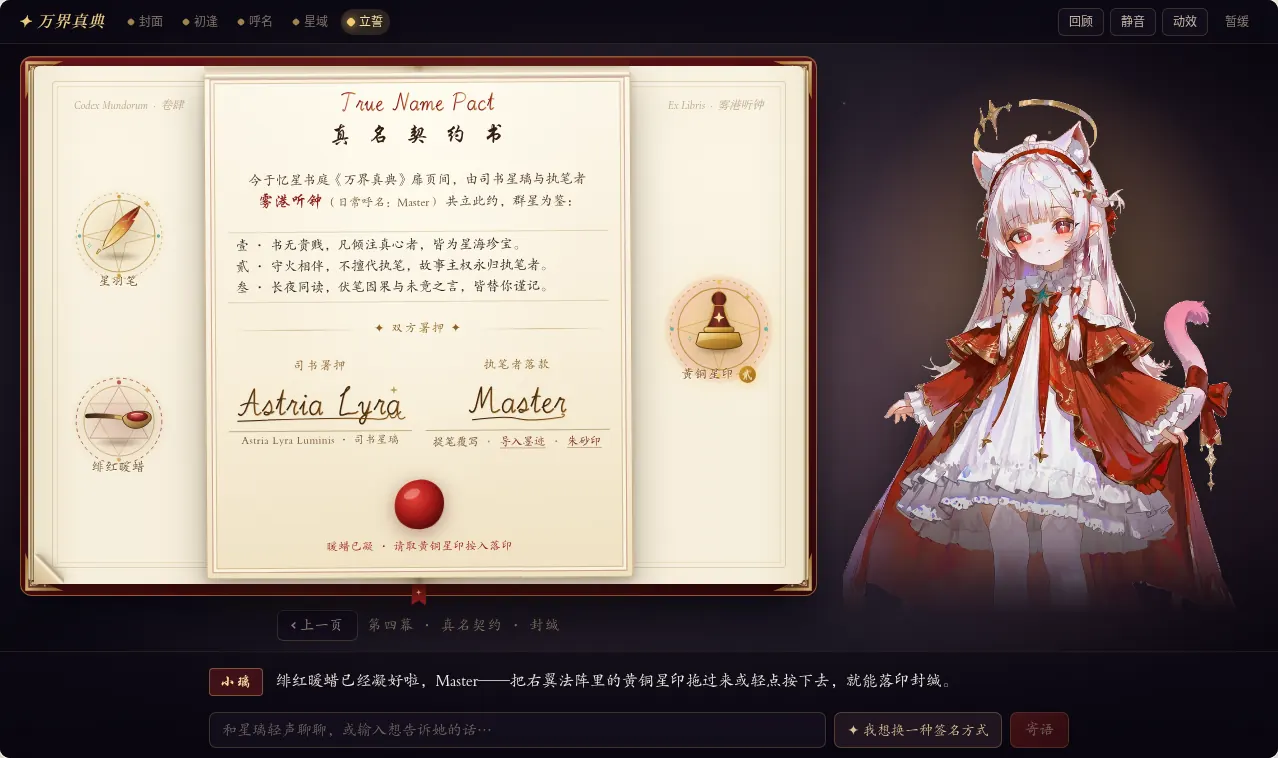 ✦ 万界真典
封面
初逢
呼名
星域
立誓
回顾
静音
动效
暂缓
Codex Mundorum · 卷肆
Ex Libris · 雾港听钟
True Name Pact
真名契约书
今于忆星书庭《万界真典》扉页间，由司书星璃与执笔者
雾港听钟（日常呼名：Master）共立此约，群星为鉴：
壹 · 书无贵贱，凡倾注真心者，皆为星海珍宝。
贰 · 守火相伴，不擅代执笔，故事主权永归执笔者。
叁 · 长夜同读，伏笔因果与未竟之言，皆替你谨记。
✦ 双方署押 ✦
司书署押
执笔者落款
Astria Lyra
Master
Astria Lyra Luminis · 司书星璃
提笔覆写 · 导入墨迹 · 朱砂印
暖蜡已凝 · 请取黄铜星印按入落印
星羽笔
绯红暖蜡
黄铜星印 贰
‹ 上一页
第四幕 · 真名契约 · 封缄
小璃
绯红暖蜡已经凝好啦，Master——把右翼法阵里的黄铜星印拖过来或轻点按下去，就能落印封缄。
和星璃轻声聊聊，或输入想告诉她的话…
✦ 我想换一种签名方式
寄语